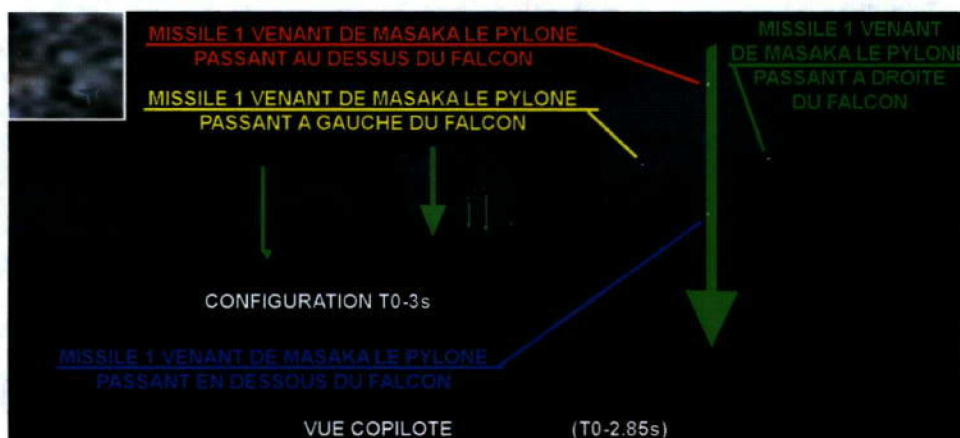 MISSILE 1 VENANT DE MASAKA LE PYLONE
PASSANT AU DESSUS DU FALCON
MISSILE 1 VENANT DE MASAKA LE PYLONE
PASSANT A GAUCHE DU FALCON
MISSILE 1 VENANT
DE MASAKA LE PYLONE
PASSANT A DROITE
DU FALCON
CONFIGURATION T0-3s
MISSILE 1 VENANT DE MASAKA LE PYLONE
PASSANT EN DESSOUS DU FALCON
VUE COPILOTE (T0-2.85s)